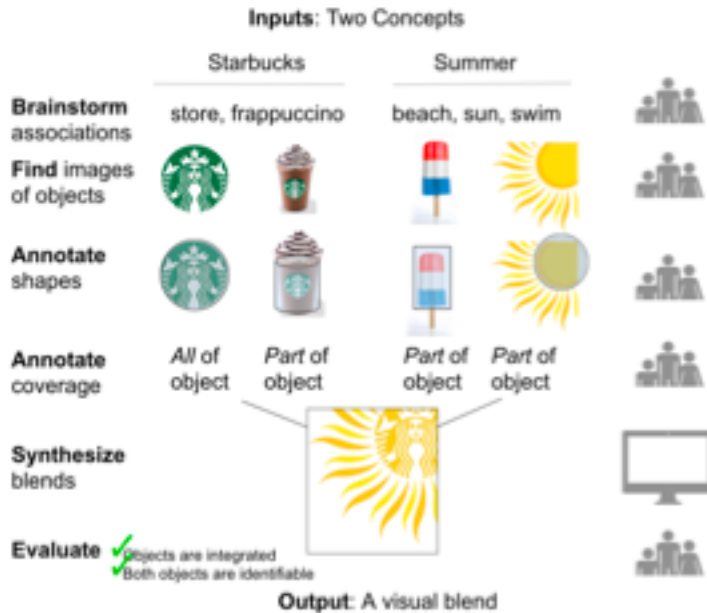 Inputs: Two Concepts
Starbucks
Summer
Brainstorm
associations
store, frappuccino
beach, sun, swim
Find images
of objects
Annotate
shapes
Annotate
coverage
All of
object
Part of
object
Part of
object
Part of
object
Synthesize
blends
Evaluate
Objects are integrated
Both objects are identifiable
Output: A visual blend